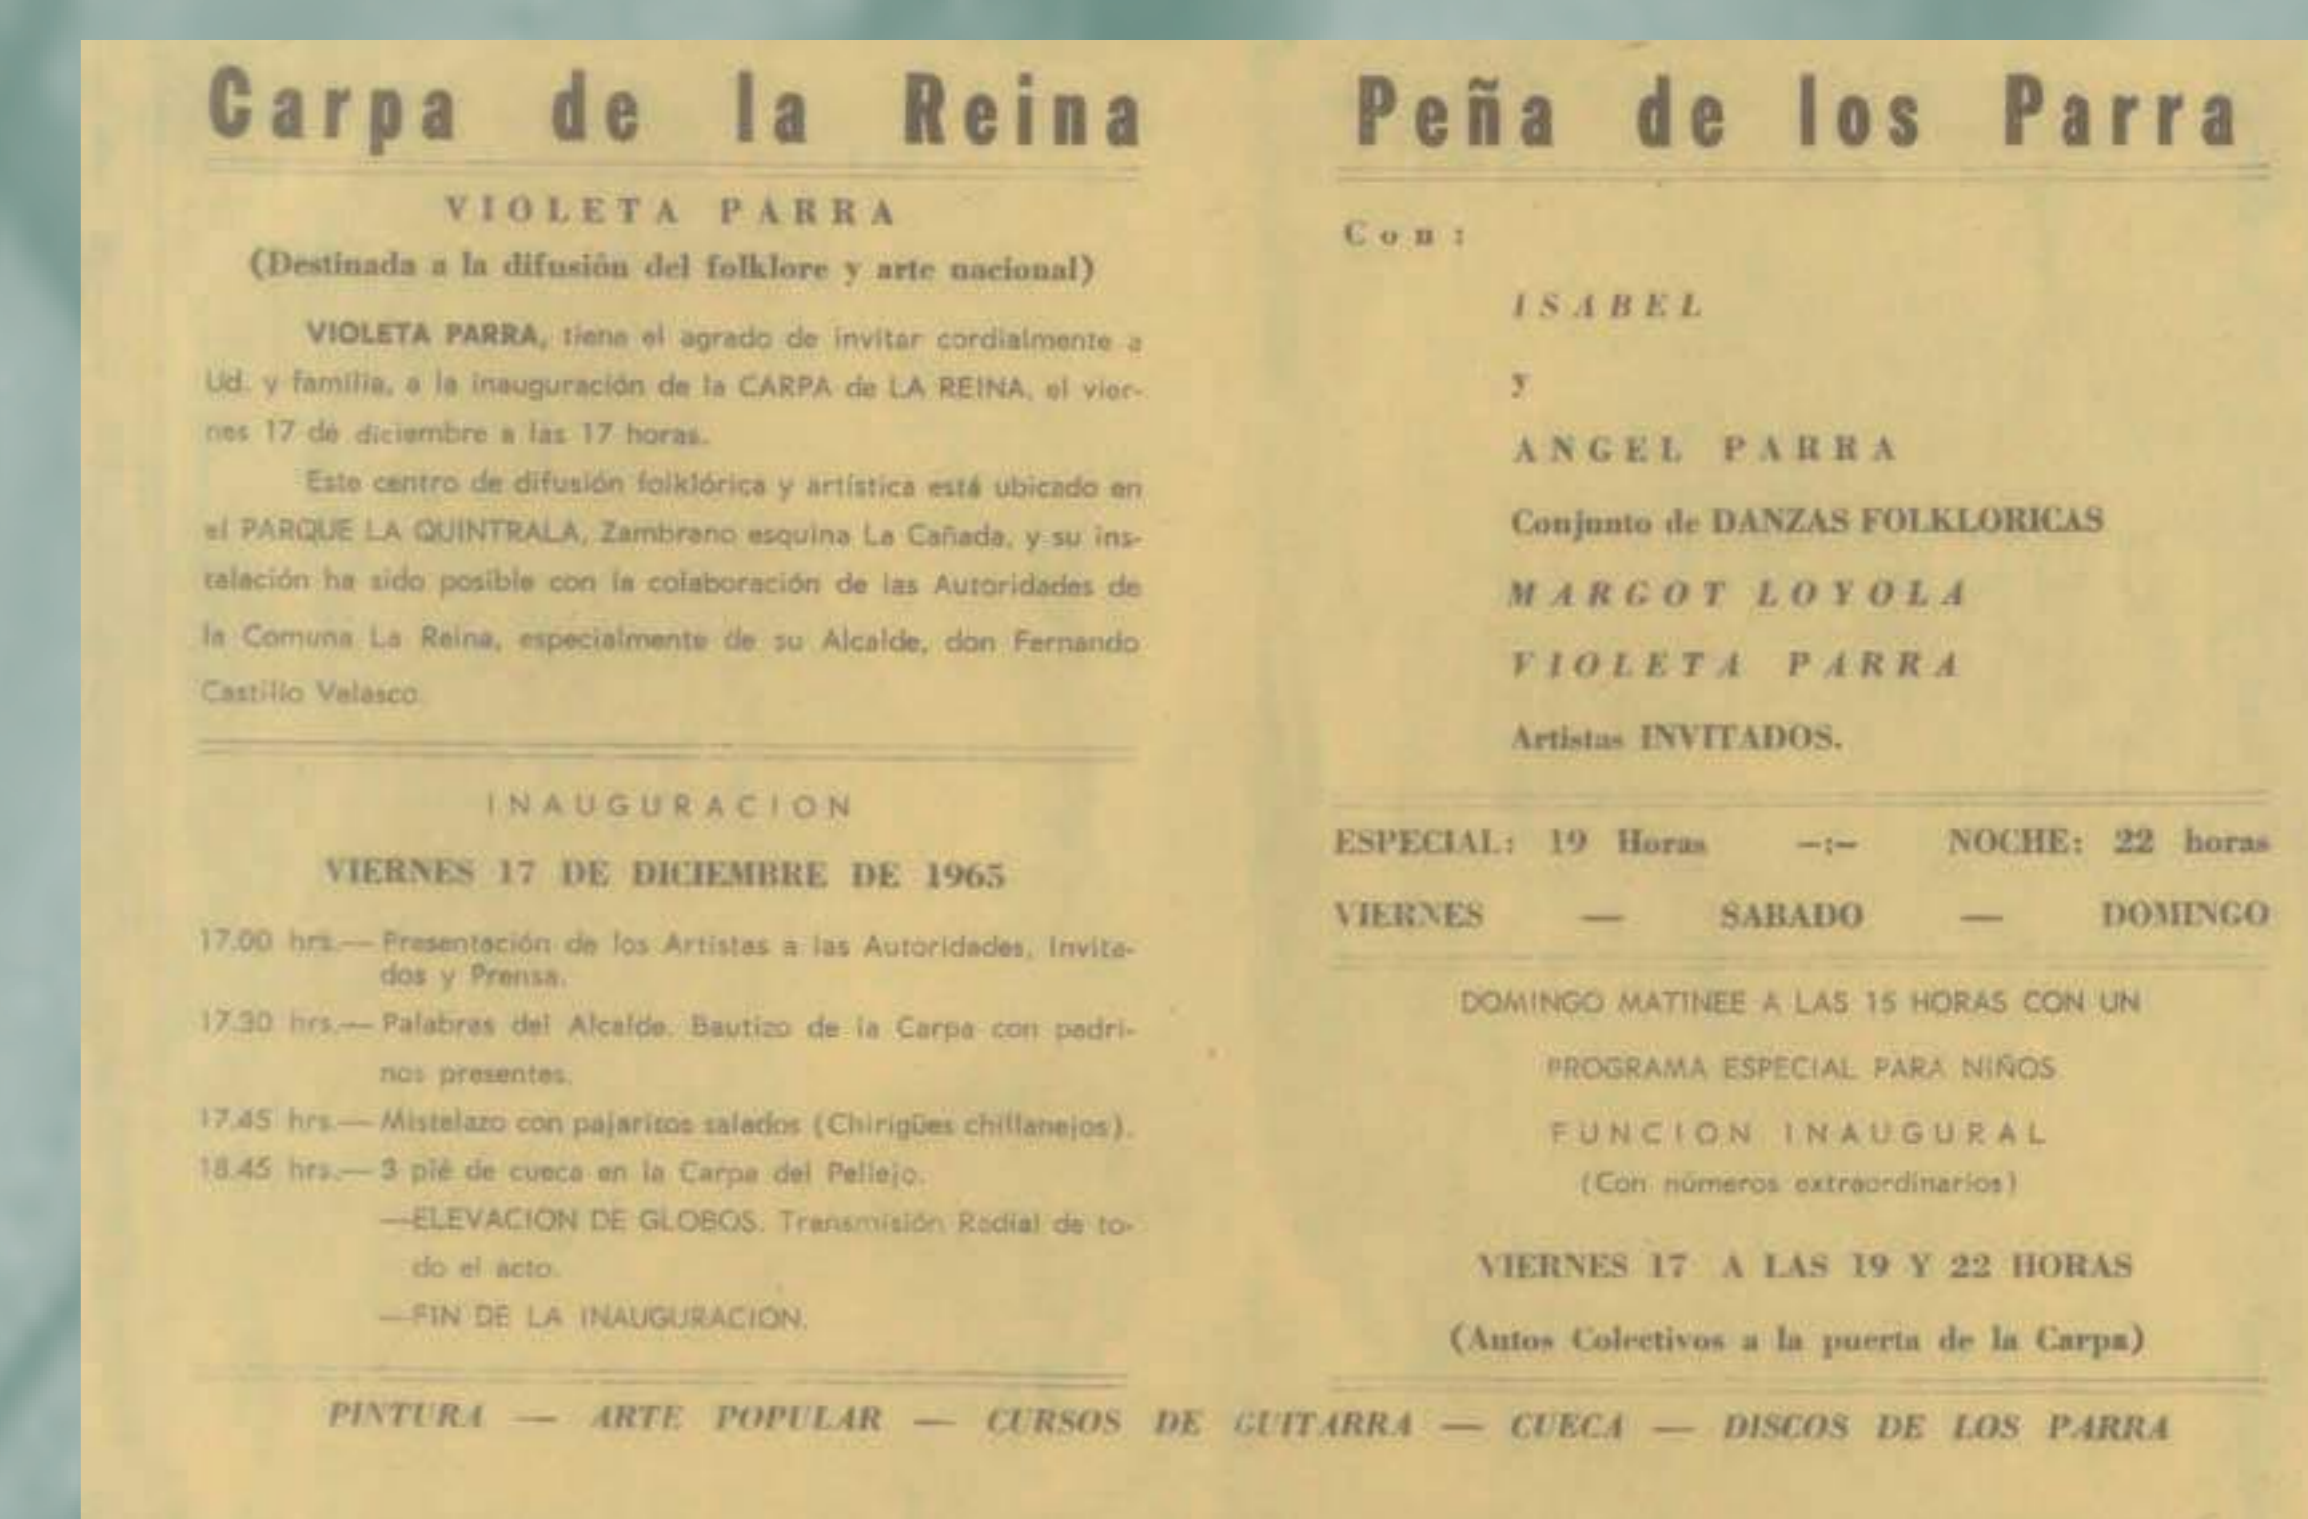 Carpa de la Reina
VIOLETA PARRA
(Destinada a la difusión del folklore y arte nacional)
VIOLETA PARRA, tiene el agrado de invitar cordialmente a
Ud. y familia, a la inauguración de la CARPA de LA REINA, el vier-
nes 17 de diciembre a las 17 horas.
Este centro de difusión folklórica y artística está ubicado en
el PARQUE LA QUINTRALA, Zambrano esquina La Cañada, y su ins-
talación ha sido posible con la colaboración de las Autoridades de
la Comuna La Reina, especialmente de su Alcalde, don Fernando
Castillo Velasco.
INAUGURACION
VIERNES 17 DE DICIEMBRE DE 1965
17.00 hrs.— Presentación de los Artistas a las Autoridades, Invita-
dos y Prensa.
17.30 hrs.— Palabras del Alcalde. Bautizo de la Carpa con padri-
nos presentes.
17.45 hrs.— Mistelazo con pajaritos salados (Chirigües chillanejos).
18.45 hrs.— 3 pié de cueca en la Carpa del Pellejo.
—ELEVACION DE GLOBOS. Transmisión Radial de to-
do el acto.
—FIN DE LA INAUGURACION.
Peña de los Parra
Con:
ISABEL
y
ANGEL PARRA
Conjunto de DANZAS FOLKLORICAS
MARGOT LOYOLA
VIOLETA PARRA
Artistas INVITADOS.
ESPECIAL: 19 Horas —:— NOCHE: 22 horas
VIERNES — SABADO — DOMINGO
DOMINGO MATINEE A LAS 15 HORAS CON UN
PROGRAMA ESPECIAL PARA NIÑOS
FUNCION INAUGURAL
(Con números extraordinarios)
VIERNES 17 A LAS 19 Y 22 HORAS
(Autos Colectivos a la puerta de la Carpa)
PINTURA — ARTE POPULAR — CURSOS DE GUITARRA — CUECA — DISCOS DE LOS PARRA